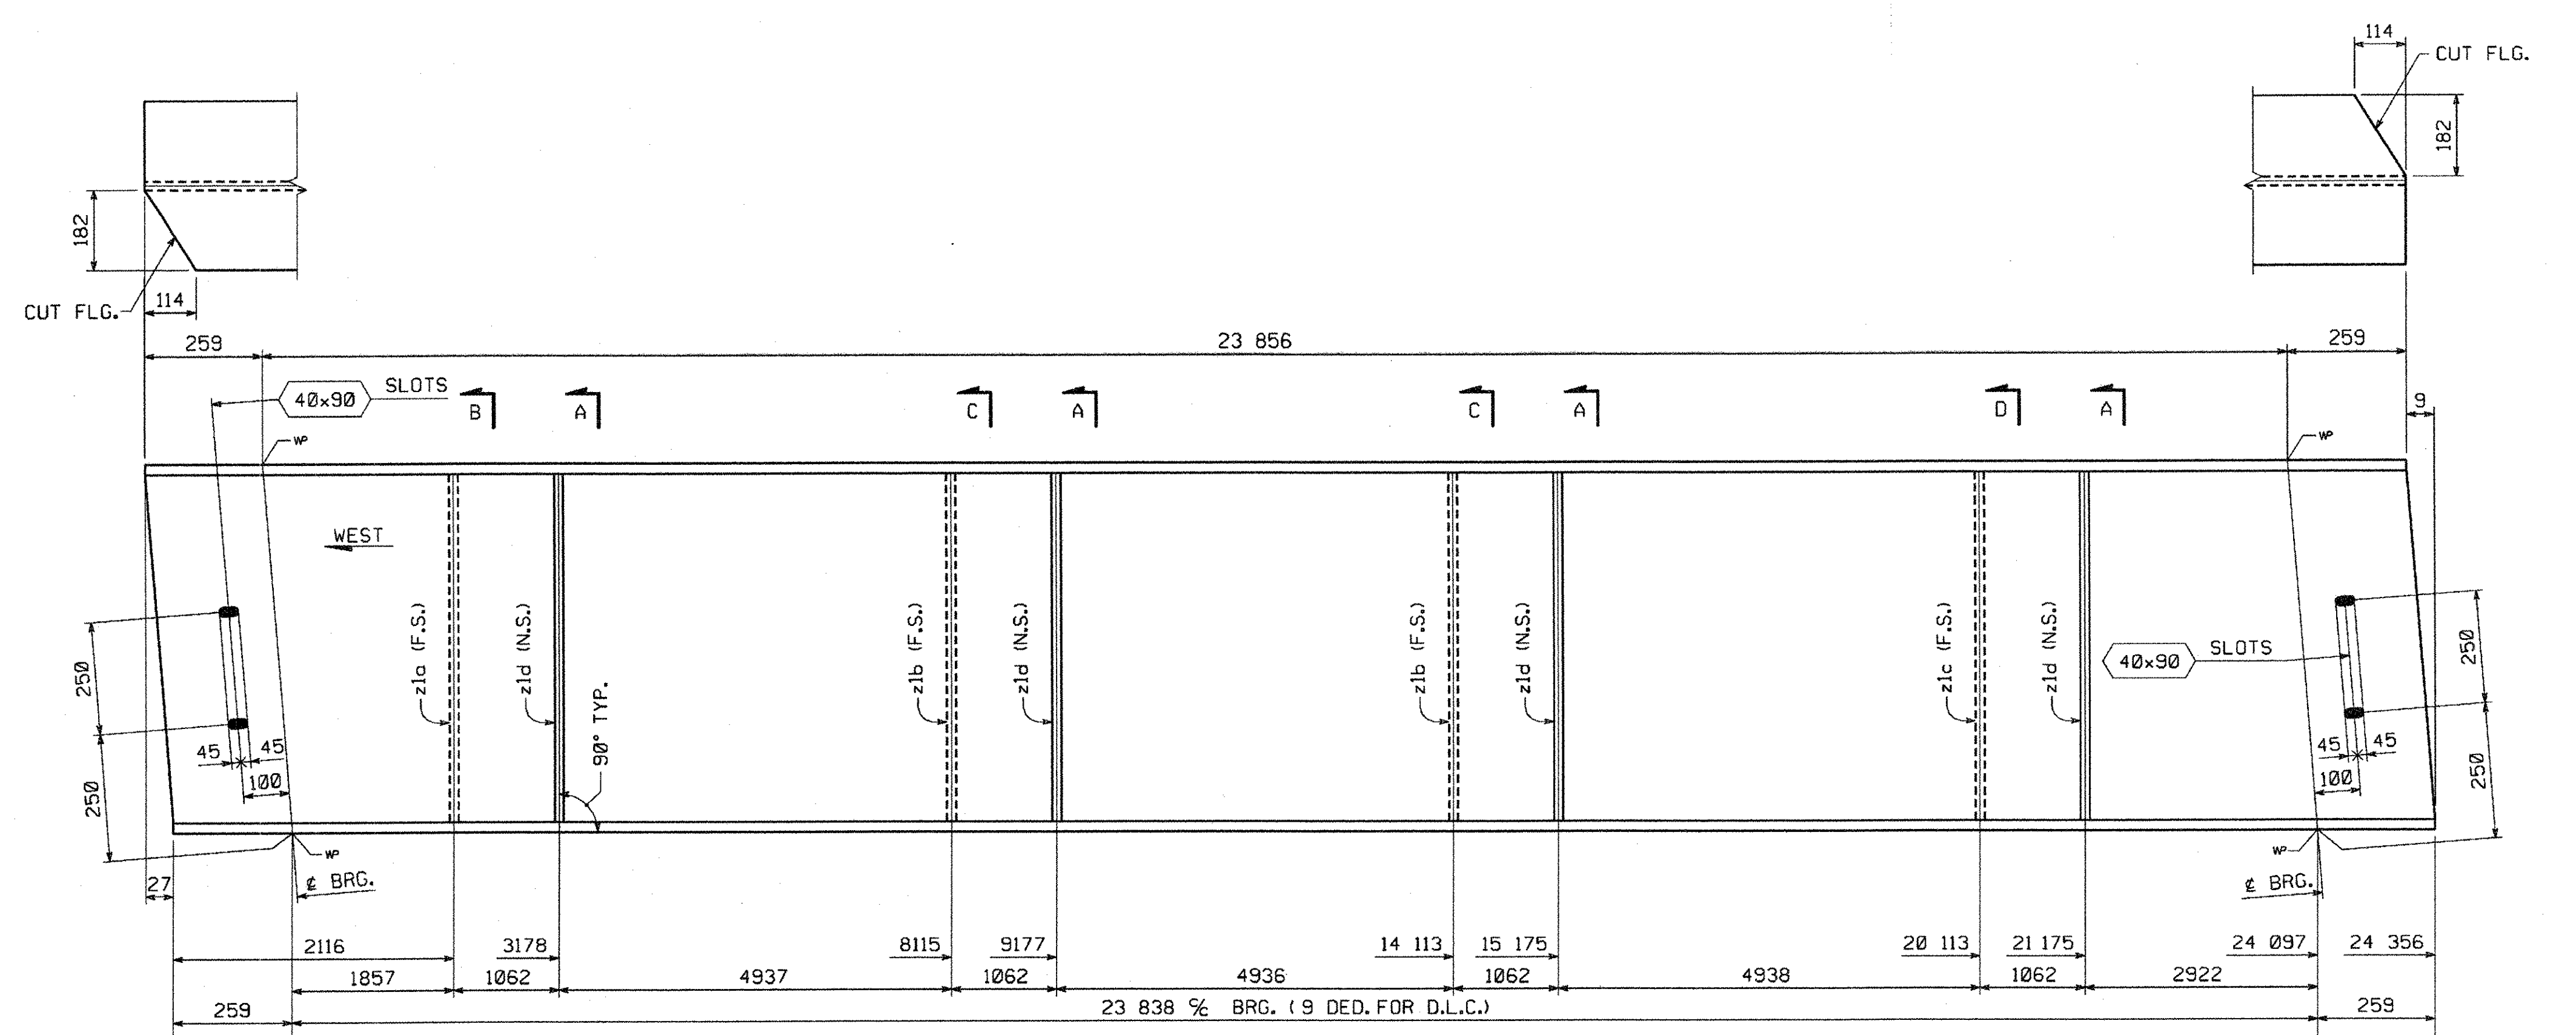 114
CUT FLG.
182
182
CUT FLG.
114
259
23 856
259
40x90 SLOTS
B
A
C
A
C
A
D
A
9
WP
WP
WEST
z1a (F.S.)
z1d (N.S.)
90° TYP.
z1b (F.S.)
z1d (N.S.)
z1b (F.S.)
z1d (N.S.)
z1c (F.S.)
z1d (N.S.)
40x90 SLOTS
250
250
45
45
100
250
250
45
45
100
WP
WP
27
℄ BRG.
℄ BRG.
2116
3178
8115
9177
14 113
15 175
20 113
21 175
24 097
24 356
1857
1062
4937
1062
4936
1062
4938
1062
2922
259
23 838 c/c BRG. (9 DED. FOR D.L.C.)
259